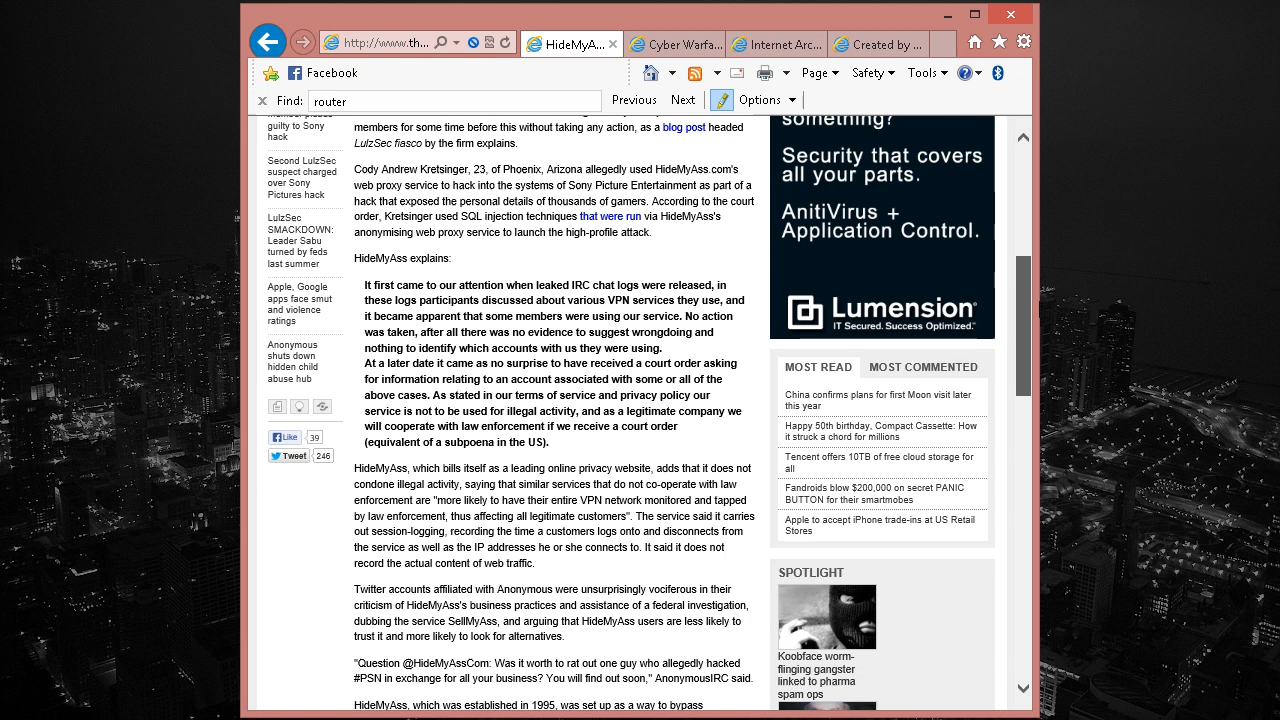 http://www.th...
HideMyA...
Cyber Warfa...
Internet Arc...
Created by ...
Facebook
Page
Safety
Tools
Find:
router
Previous
Next
Options
guilty to Sony
hack
Second LulzSec
suspect charged
over Sony
Pictures hack
LulzSec
SMACKDOWN:
Leader Sabu
turned by feds
last summer
Apple, Google
apps face smut
and violence
ratings
Anonymous
shuts down
hidden child
abuse hub
Like
39
Tweet
246
members for some time before this without taking any action, as a blog post headed
LulzSec fiasco by the firm explains.
Cody Andrew Kretsinger, 23, of Phoenix, Arizona allegedly used HideMyAss.com's
web proxy service to hack into the systems of Sony Picture Entertainment as part of a
hack that exposed the personal details of thousands of gamers. According to the court
order, Kretsinger used SQL injection techniques that were run via HideMyAss's
anonymising web proxy service to launch the high-profile attack.
HideMyAss explains:
It first came to our attention when leaked IRC chat logs were released, in
these logs participants discussed about various VPN services they use, and
it became apparent that some members were using our service. No action
was taken, after all there was no evidence to suggest wrongdoing and
nothing to identify which accounts with us they were using.
At a later date it came as no surprise to have received a court order asking
for information relating to an account associated with some or all of the
above cases. As stated in our terms of service and privacy policy our
service is not to be used for illegal activity, and as a legitimate company we
will cooperate with law enforcement if we receive a court order
(equivalent of a subpoena in the US).
HideMyAss, which bills itself as a leading online privacy website, adds that it does not
condone illegal activity, saying that similar services that do not co-operate with law
enforcement are "more likely to have their entire VPN network monitored and tapped
by law enforcement, thus affecting all legitimate customers". The service said it carries
out session-logging, recording the time a customers logs onto and disconnects from
the service as well as the IP addresses he or she connects to. It said it does not
record the actual content of web traffic.
Twitter accounts affiliated with Anonymous were unsurprisingly vociferous in their
criticism of HideMyAss's business practices and assistance of a federal investigation,
dubbing the service SellMyAss, and arguing that HideMyAss users are less likely to
trust it and more likely to look for alternatives.
"Question @HideMyAssCom: Was it worth to rat out one guy who allegedly hacked
#PSN in exchange for all your business? You will find out soon," AnonymousIRC said.
HideMyAss, which was established in 1995, was set up as a way to bypass
something?
Security that covers
all your parts.
AnitiVirus +
Application Control.
Lumension
IT Secured. Success Optimized.™
MOST READ
MOST COMMENTED
China confirms plans for first Moon visit later
this year
Happy 50th birthday, Compact Cassette: How
it struck a chord for millions
Tencent offers 10TB of free cloud storage for
all
Fandroids blow $200,000 on secret PANIC
BUTTON for their smartmobes
Apple to accept iPhone trade-ins at US Retail
Stores
SPOTLIGHT
Koobface worm-
flinging gangster
linked to pharma
spam ops